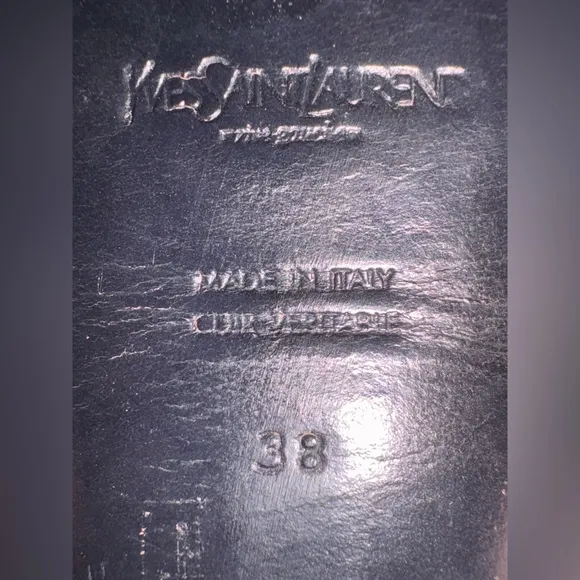 YVES SAINT LAURENT
rive gauche
MADE IN ITALY
CUIR VERITABLE
38